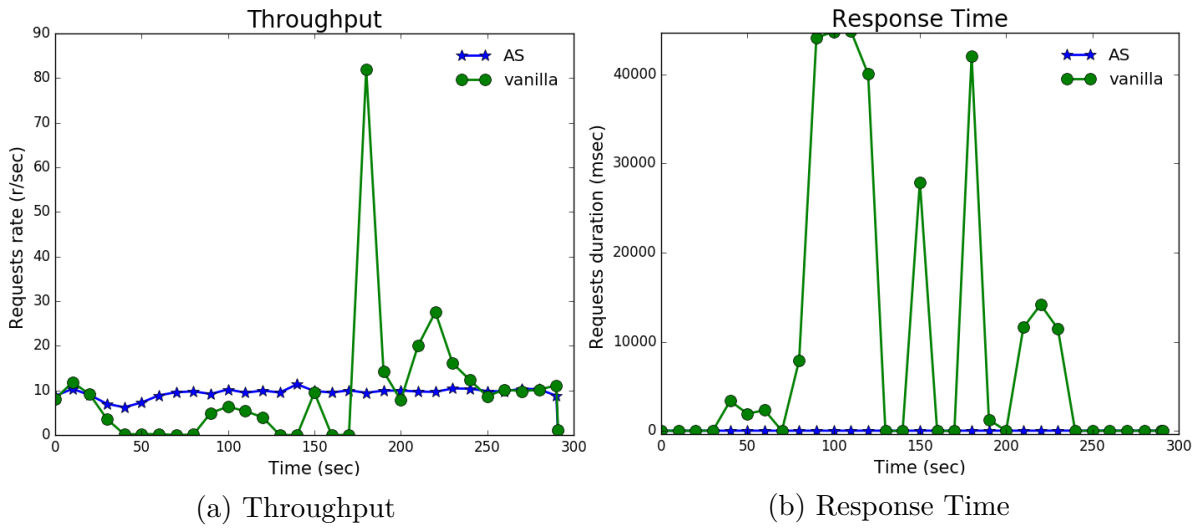 Throughput
90
80
70
60
50
40
30
20
10
0
Requests rate (r/sec)
AS
vanilla
0 50 100 150 200 250 300
Time (sec)
(a) Throughput
Response Time
40000
30000
20000
10000
0
Requests duration (msec)
AS
vanilla
0 50 100 150 200 250 300
Time (sec)
(b) Response Time